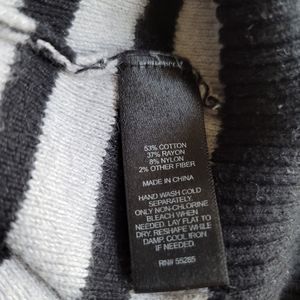 53% COTTON
37% RAYON
8% NYLON
2% OTHER FIBER
MADE IN CHINA
HAND WASH COLD
SEPARATELY.
ONLY NON-CHLORINE
BLEACH WHEN
NEEDED. LAY FLAT TO
DRY. RESHAPE WHILE
DAMP. COOL IRON
IF NEEDED.
RN# 55285